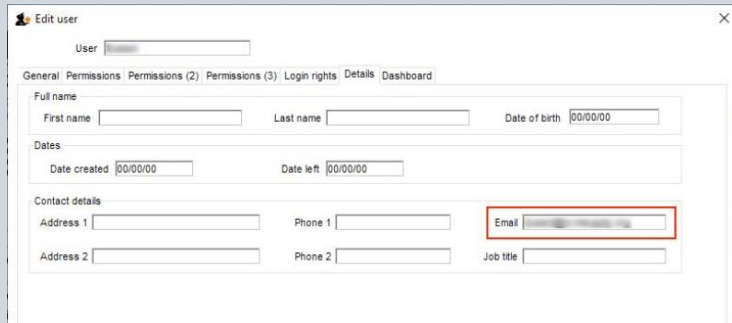 Edit user
User
General Permissions Permissions (2) Permissions (3) Login rights Details Dashboard
Full name
First name Last name Date of birth 00/00/00
Dates
Date created 00/00/00 Date left 00/00/00
Contact details
Address 1 Phone 1 Email
Address 2 Phone 2 Job title